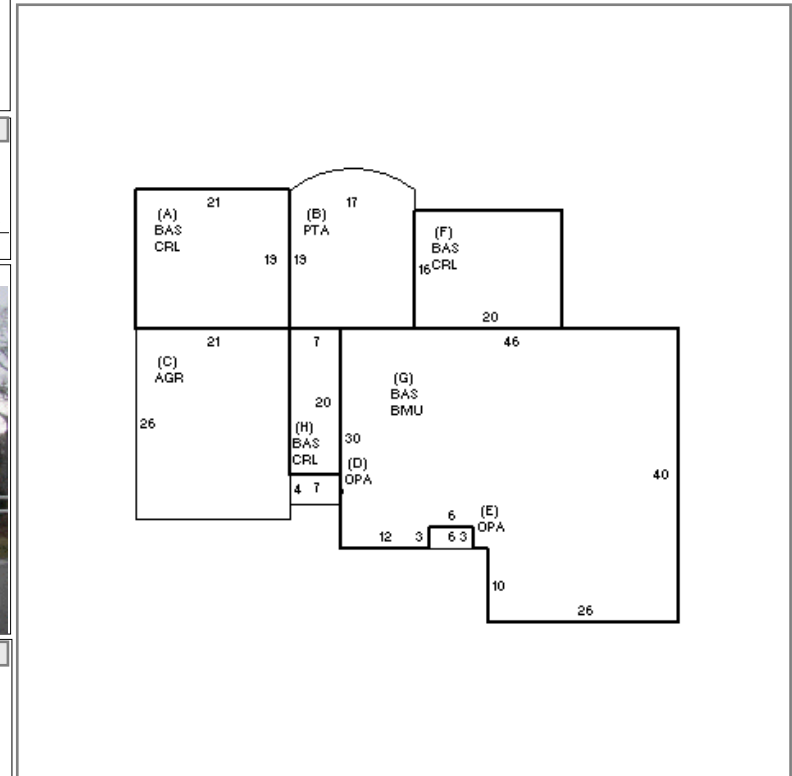 21
17
(A)
BAS
CRL
(B)
PTA
(F)
BAS
CRL
19
19
16
20
21
7
46
(C)
AGR
(G)
BAS
BMU
20
26
(H)
BAS
CRL
30
(D)
OPA
40
4
7
6
(E)
OPA
12
3
6
3
10
26